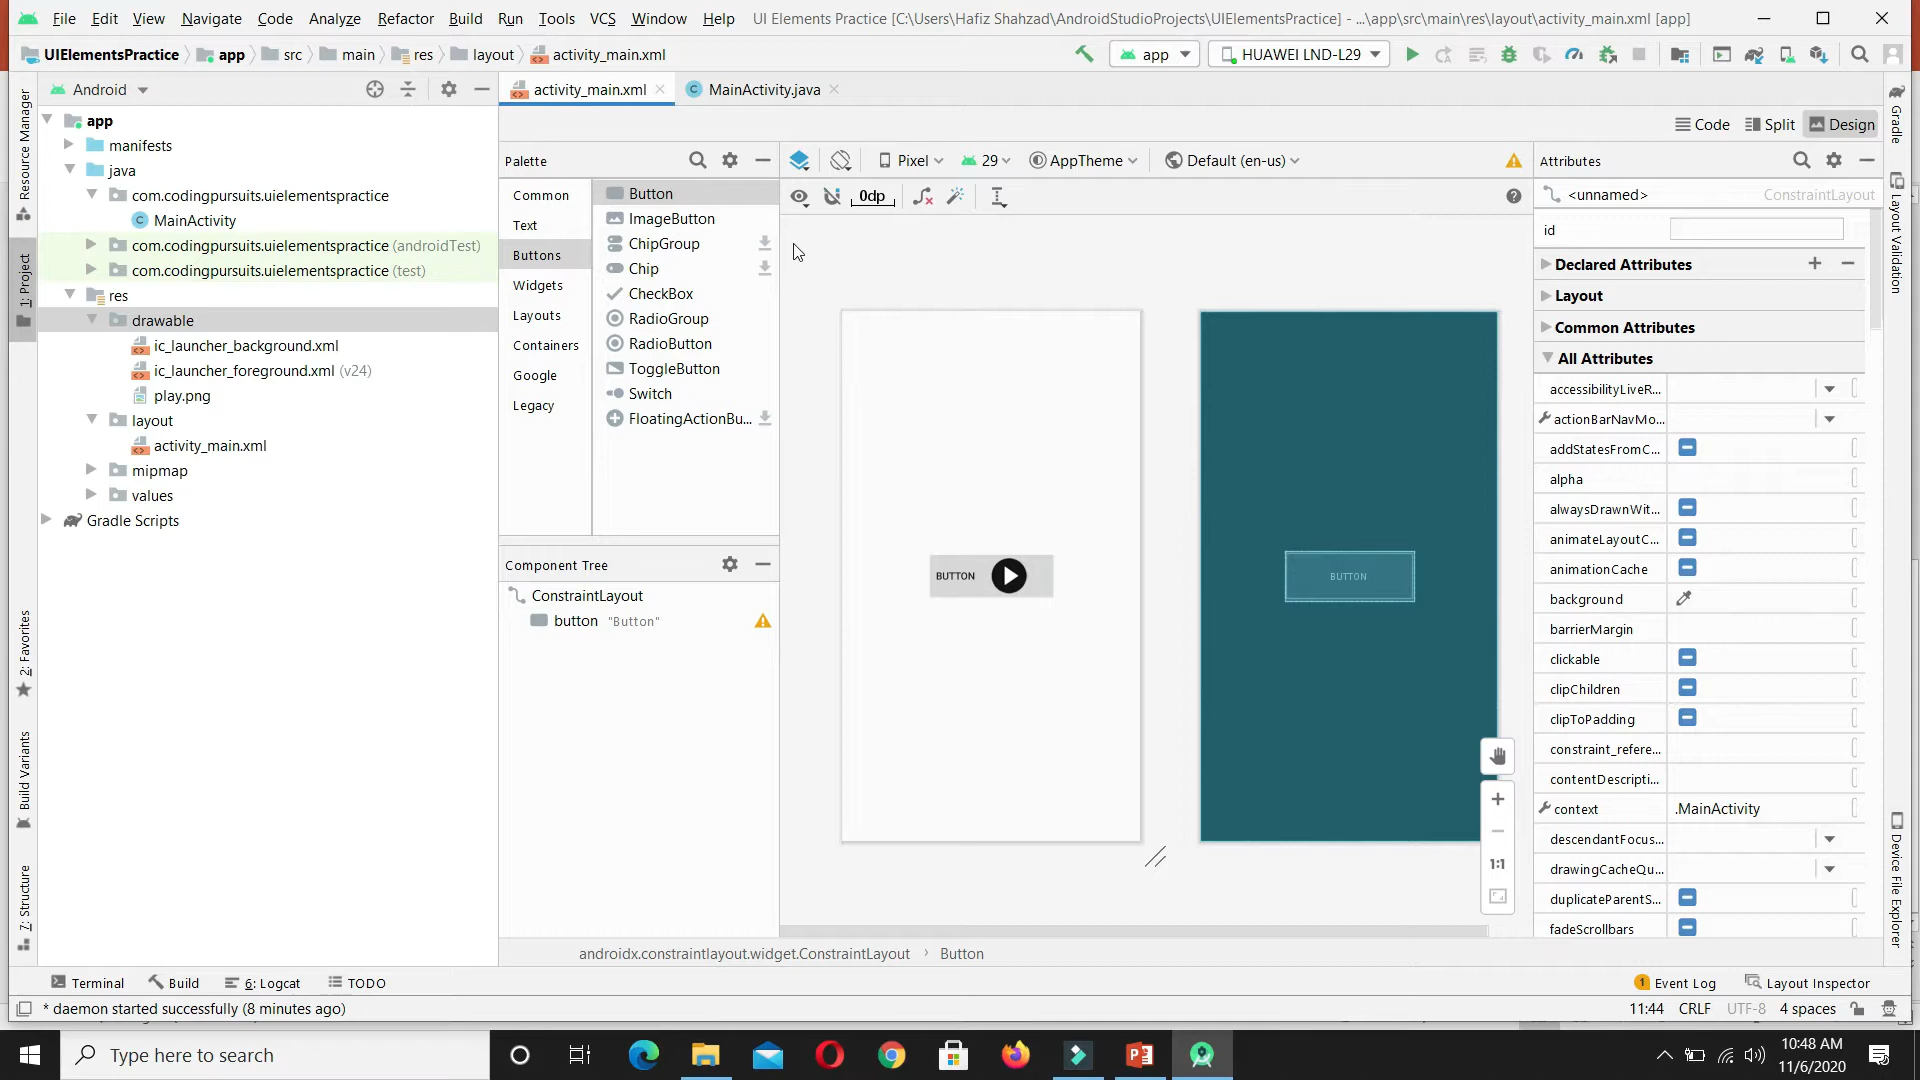 File Edit View Navigate Code Analyze Refactor Build Run Tools VCS Window Help UI Elements Practice [C:\Users\Hafiz Shahzad\AndroidStudioProjects\UIElementsPractice] - ...\app\src\main\res\layout\activity_main.xml [app]
UIElementsPractice app src main res layout activity_main.xml app HUAWEI LND-L29
Android activity_main.xml MainActivity.java
Code Split Design
Resource Manager
1: Project
2: Favorites
Build Variants
7: Structure
app
manifests
java
com.codingpursuits.uielementspractice
MainActivity
com.codingpursuits.uielementspractice (androidTest)
com.codingpursuits.uielementspractice (test)
res
drawable
ic_launcher_background.xml
ic_launcher_foreground.xml (v24)
play.png
layout
activity_main.xml
mipmap
values
Gradle Scripts
Palette
Common
Text
Buttons
Widgets
Layouts
Containers
Google
Legacy
Button
ImageButton
ChipGroup
Chip
CheckBox
RadioGroup
RadioButton
ToggleButton
Switch
FloatingActionBu...
Component Tree
ConstraintLayout
button "Button"
Pixel 29 AppTheme Default (en-us)
0dp
BUTTON
BUTTON
1:1
Attributes
<unnamed> ConstraintLayout
id
Declared Attributes
Layout
Common Attributes
All Attributes
accessibilityLiveR...
actionBarNavMo...
addStatesFromC...
alpha
alwaysDrawnWit...
animateLayoutC...
animationCache
background
barrierMargin
clickable
clipChildren
clipToPadding
constraint_refere...
contentDescripti...
context .MainActivity
descendantFocus...
drawingCacheQu...
duplicateParentS...
fadeScrollbars
Gradle
Layout Validation
Device File Explorer
androidx.constraintlayout.widget.ConstraintLayout › Button
Terminal Build 6: Logcat TODO 1 Event Log Layout Inspector
* daemon started successfully (8 minutes ago) 11:44 CRLF UTF-8 4 spaces
Type here to search
10:48 AM
11/6/2020